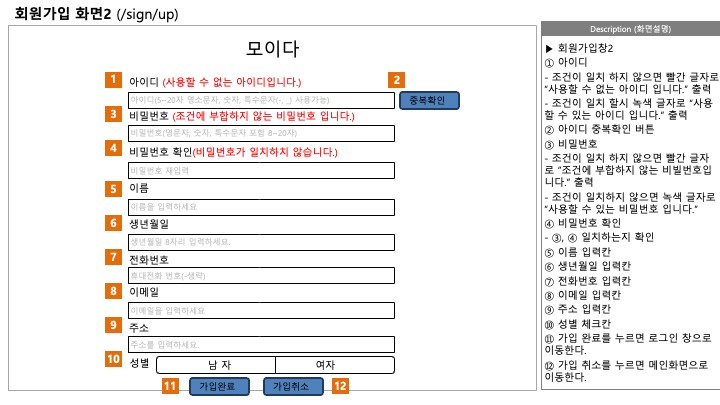 회원가입 화면2 (/sign/up)
모이다
1 아이디 (사용할 수 없는 아이디입니다.) 2
아이디(5~20자 영소문자, 숫자, 특수문자(-, _) 사용가능) 중복확인
3 비밀번호 (조건에 부합하지 않는 비밀번호 입니다.)
비밀번호(영문자, 숫자, 특수문자 포함 8~20자)
4 비밀번호 확인(비밀번호가 일치하지 않습니다.)
비밀번호 재입력
5 이름
이름을 입력하세요
6 생년월일
생년월일 8자리 입력하세요.
7 전화번호
휴대전화 번호(-생략)
8 이메일
이메일을 입력하세요
9 주소
주소를 입력하세요.
10 성별 남 자 여자
11 가입완료 가입취소 12
Description (화면설명)
▶ 회원가입창2
① 아이디
- 조건이 일치 하지 않으면 빨간 글자로
“사용할 수 없는 아이디 입니다.” 출력
- 조건이 일치 할시 녹색 글자로 “사용
할 수 있는 아이디 입니다.” 출력
② 아이디 중복확인 버튼
③ 비밀번호
- 조건이 일치 하지 않으면 빨간 글자
로 “조건에 부합하지 않는 비빌번호입
니다.” 출력
- 조건이 일치하지 않으면 녹색 글자로
“사용할 수 있는 비밀번호 입니다.”
④ 비밀번호 확인
- ③, ④ 일치하는지 확인
⑤ 이름 입력칸
⑥ 생년월일 입력칸
⑦ 전화번호 입력칸
⑧ 이메일 입력칸
⑨ 주소 입력칸
⑩ 성별 체크칸
⑪ 가입 완료를 누르면 로그인 창으로
이동한다.
⑫ 가입 취소를 누르면 메인화면으로
이동한다.